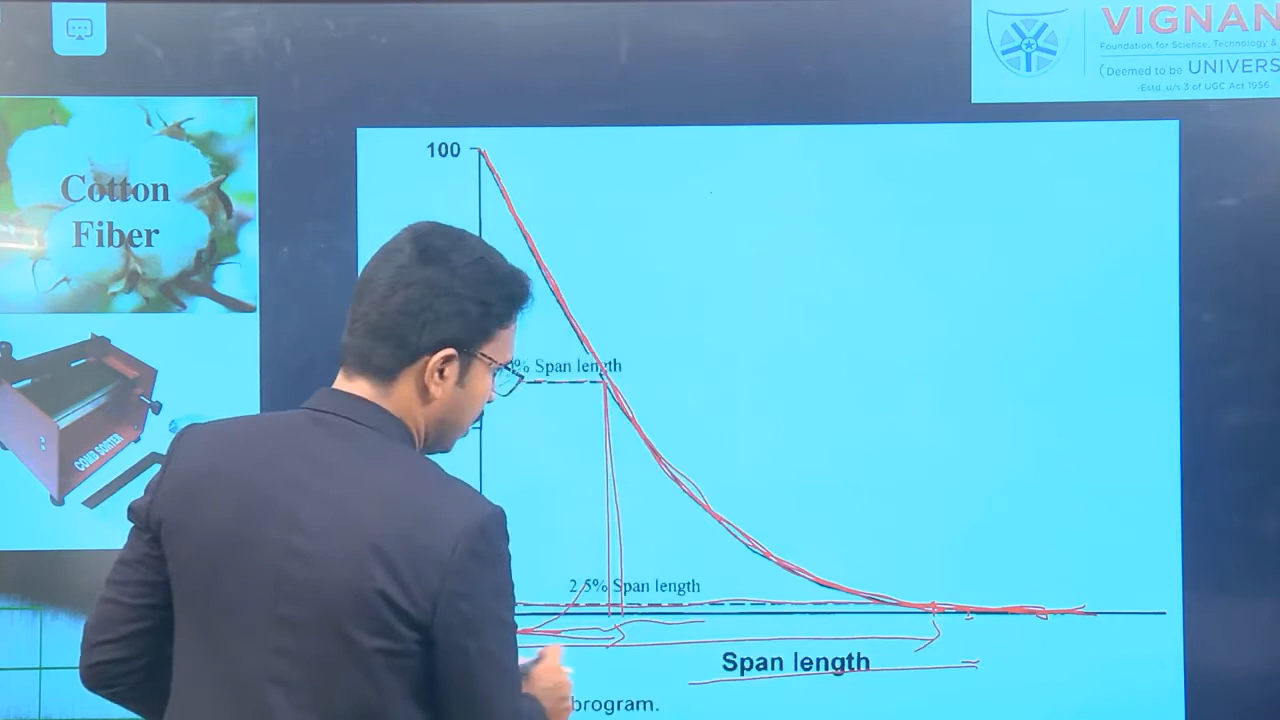 VIGNAN
Foundation for Science, Technology &
(Deemed to be UNIVERS
-Estd. u/s 3 of UGC Act 1956
Cotton
Fiber
COMB SORTER
100
% Span length
2.5% Span length
Span length
brogram.